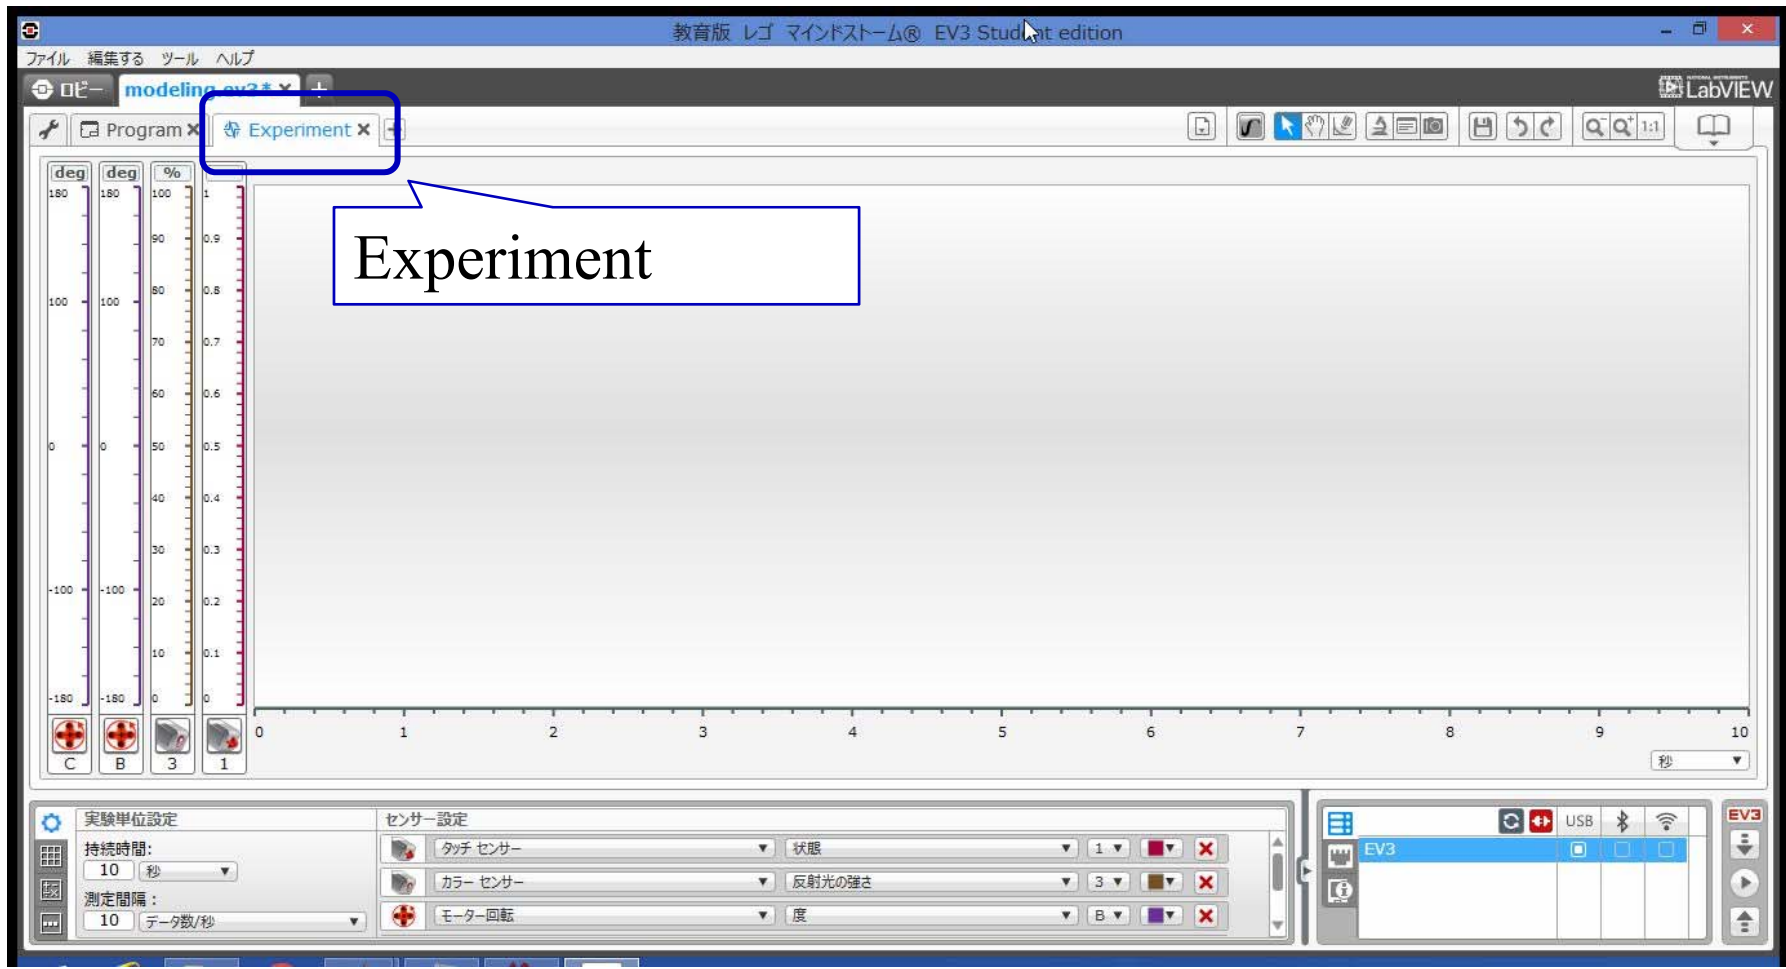 教育版 レゴ マインドストーム® EV3 Student edition
ファイル 編集する ツール ヘルプ
ロビー modeling.ev3* +
NATIONAL INSTRUMENTS
LabVIEW
Program Experiment
1:1
deg deg %
180 180 100 1
90 0.9
100 100 80 0.8
70 0.7
60 0.6
0 0 50 0.5
40 0.4
30 0.3
-100 -100 20 0.2
10 0.1
-180 -180 0 0
Experiment
C B 3 1
0 1 2 3 4 5 6 7 8 9 10
秒
実験単位設定
持続時間:
10 秒
測定間隔:
10 データ数/秒
センサー設定
タッチ センサー 状態 1
カラー センサー 反射光の強さ 3
モーター回転 度 B
USB
EV3
EV3